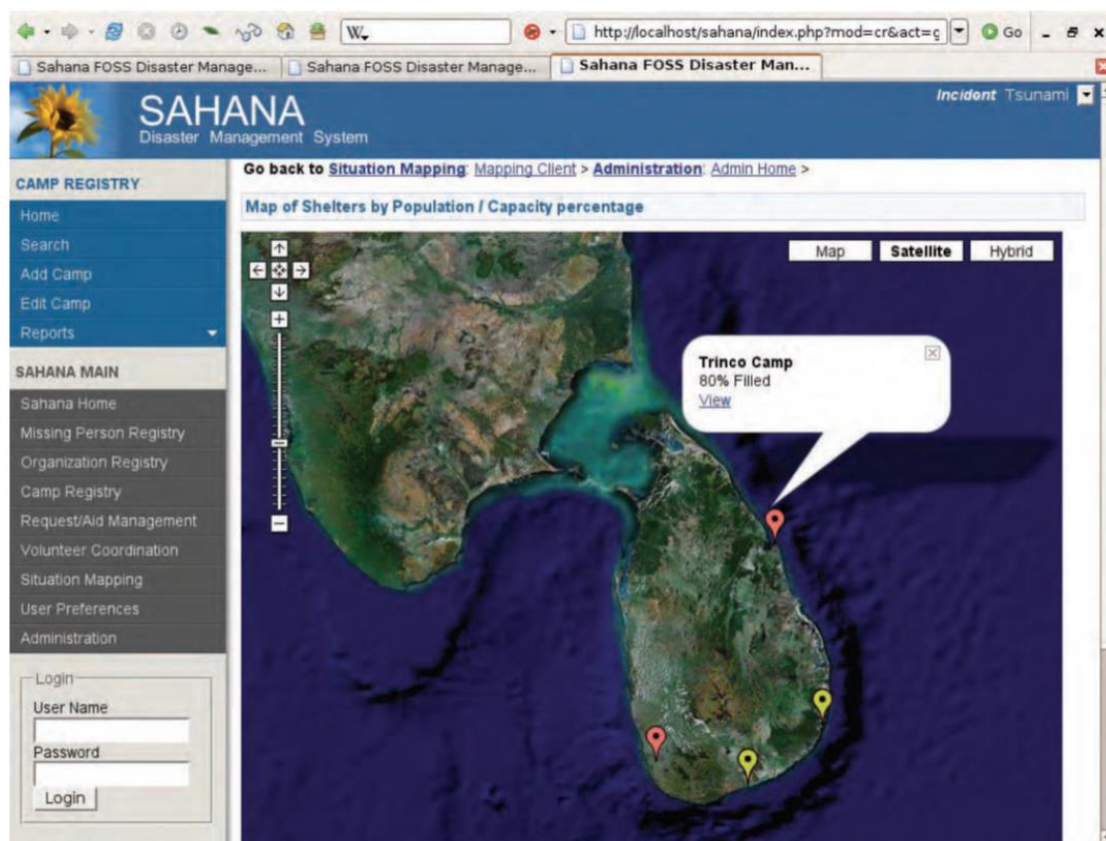 W
http://localhost/sahana/index.php?mod=cr&act=g
Go
Sahana FOSS Disaster Manage...
Sahana FOSS Disaster Manage...
Sahana FOSS Disaster Man...
SAHANA
Disaster Management System
Incident Tsunami
Go back to Situation Mapping: Mapping Client > Administration: Admin Home >
CAMP REGISTRY
Home
Search
Add Camp
Edit Camp
Reports
SAHANA MAIN
Sahana Home
Missing Person Registry
Organization Registry
Camp Registry
Request/Aid Management
Volunteer Coordination
Situation Mapping
User Preferences
Administration
Login
User Name
Password
Login
Map of Shelters by Population / Capacity percentage
Map
Satellite
Hybrid
Trinco Camp
80% Filled
View